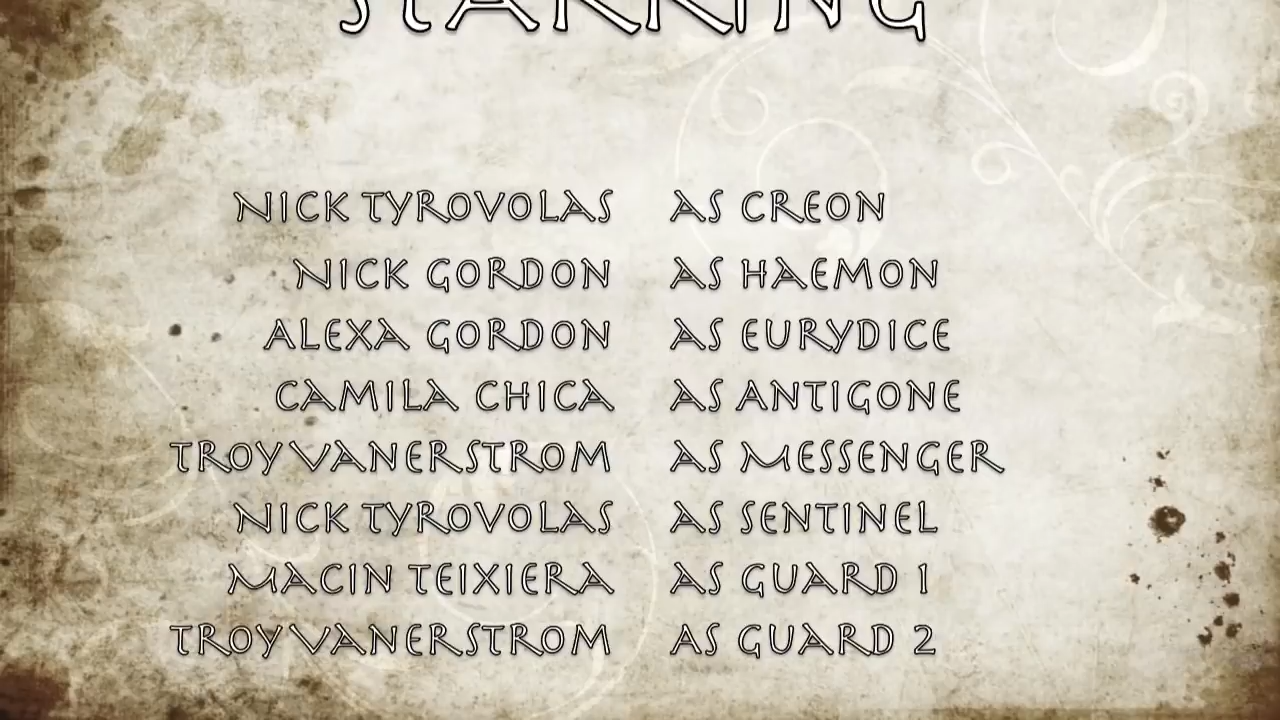 STARRING
NICK TYROVOLAS AS CREON
NICK GORDON AS HAEMON
ALEXA GORDON AS EURYDICE
CAMILA CHICA AS ANTIGONE
TROY VANERSTROM AS MESSENGER
NICK TYROVOLAS AS SENTINEL
MACIN TEIXIERA AS GUARD 1
TROY VANERSTROM AS GUARD 2